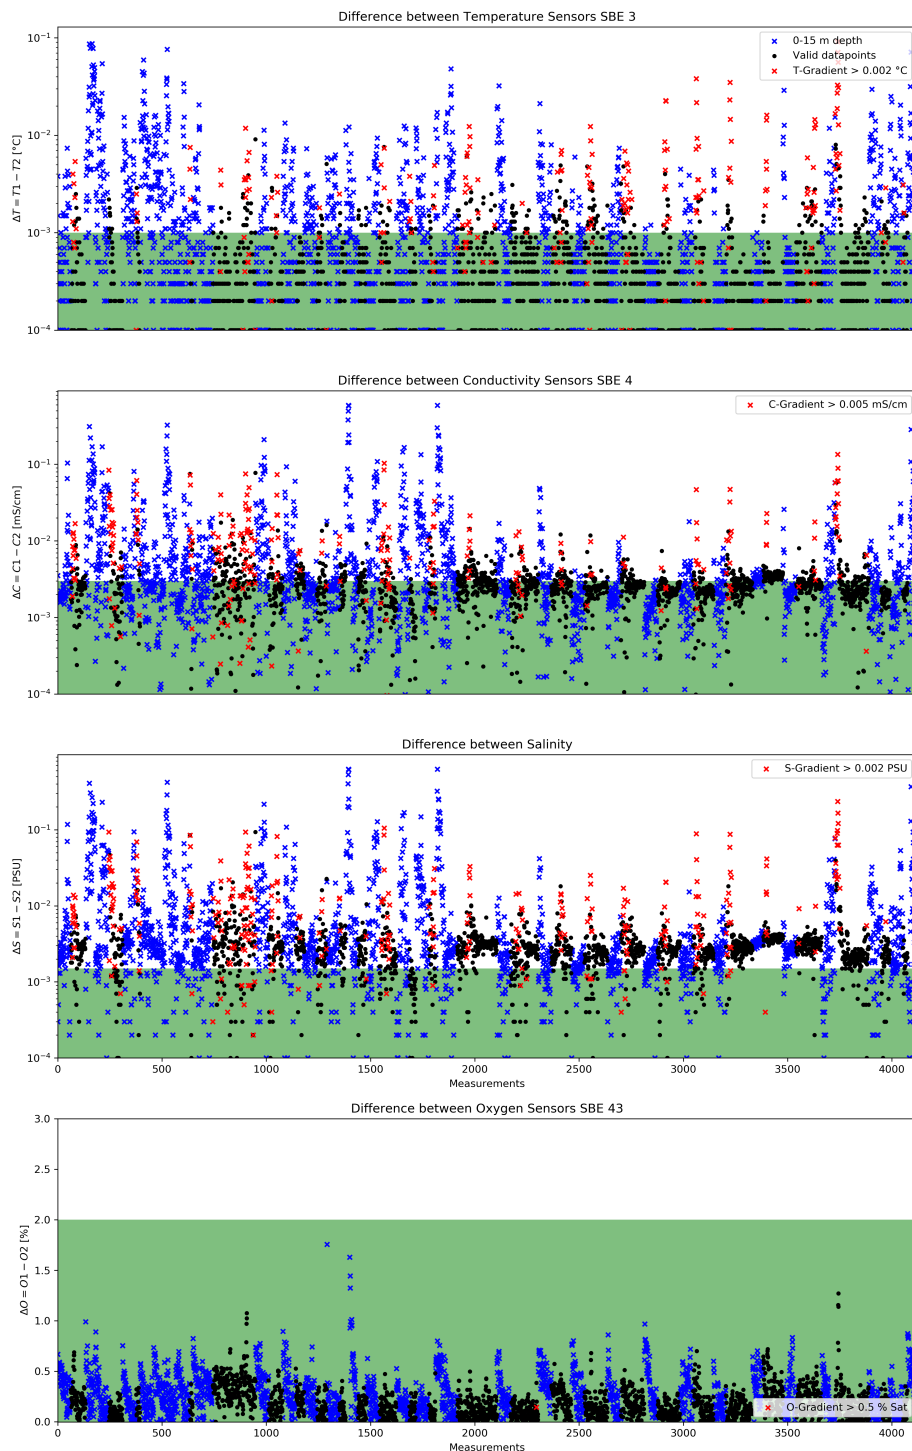 Difference between Temperature Sensors SBE 3
10⁻¹
10⁻²
10⁻³
10⁻⁴
ΔT = T1 − T2 [°C]
0-15 m depth
Valid datapoints
T-Gradient > 0.002 °C
Difference between Conductivity Sensors SBE 4
10⁻¹
10⁻²
10⁻³
10⁻⁴
ΔC = C1 − C2 [mS/cm]
C-Gradient > 0.005 mS/cm
Difference between Salinity
10⁻¹
10⁻²
10⁻³
10⁻⁴
ΔS = S1 − S2 [PSU]
S-Gradient > 0.002 PSU
0 500 1000 1500 2000 2500 3000 3500 4000
Measurements
Difference between Oxygen Sensors SBE 43
3.0
2.5
2.0
1.5
1.0
0.5
0.0
ΔO = O1 − O2 [%]
O-Gradient > 0.5 % Sat
0 500 1000 1500 2000 2500 3000 3500 4000
Measurements